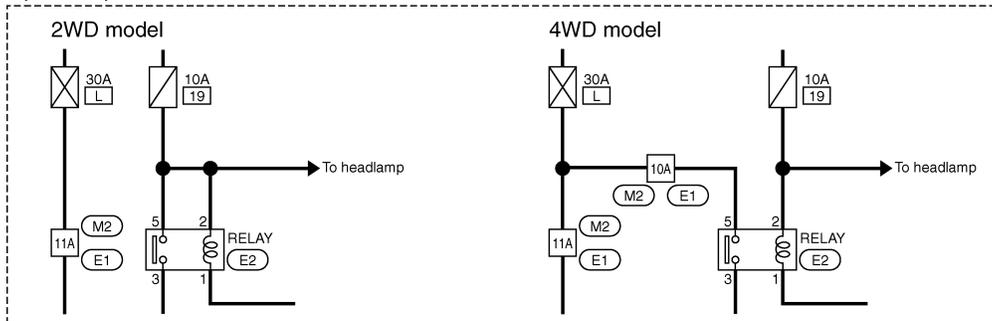 2WD model
30A
L
10A
19
To headlamp
M2
11A
E1
5
2
RELAY
E2
3
1
4WD model
30A
L
10A
19
To headlamp
10A
M2
E1
M2
11A
E1
5
2
RELAY
E2
3
1